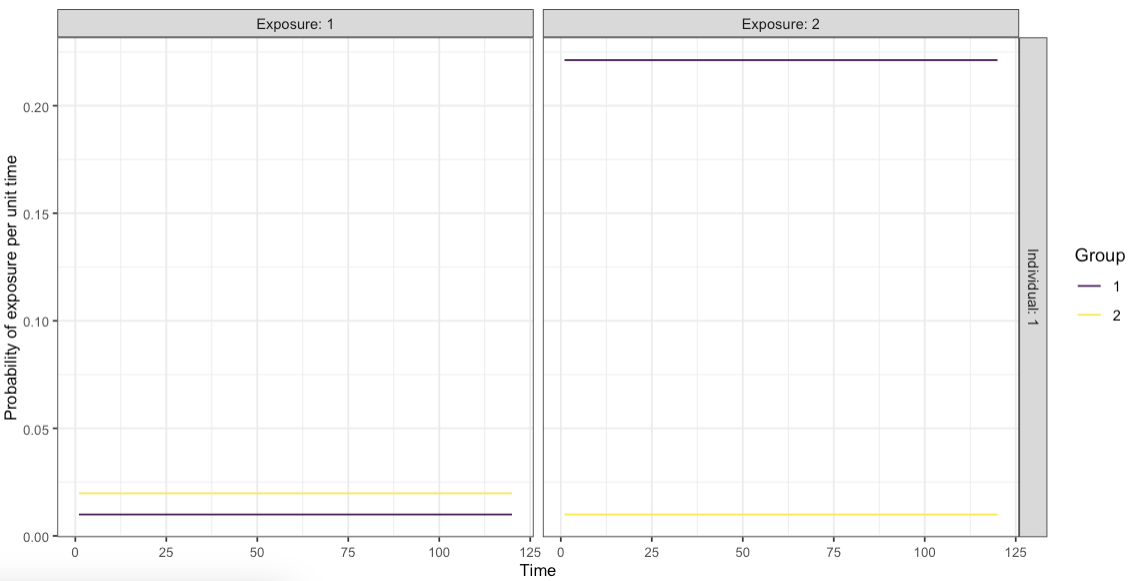 Exposure: 1
Exposure: 2
Probability of exposure per unit time
0.20
0.15
0.10
0.05
0.00
0 25 50 75 100 125
0 25 50 75 100 125
Time
Individual: 1
Group
1
2